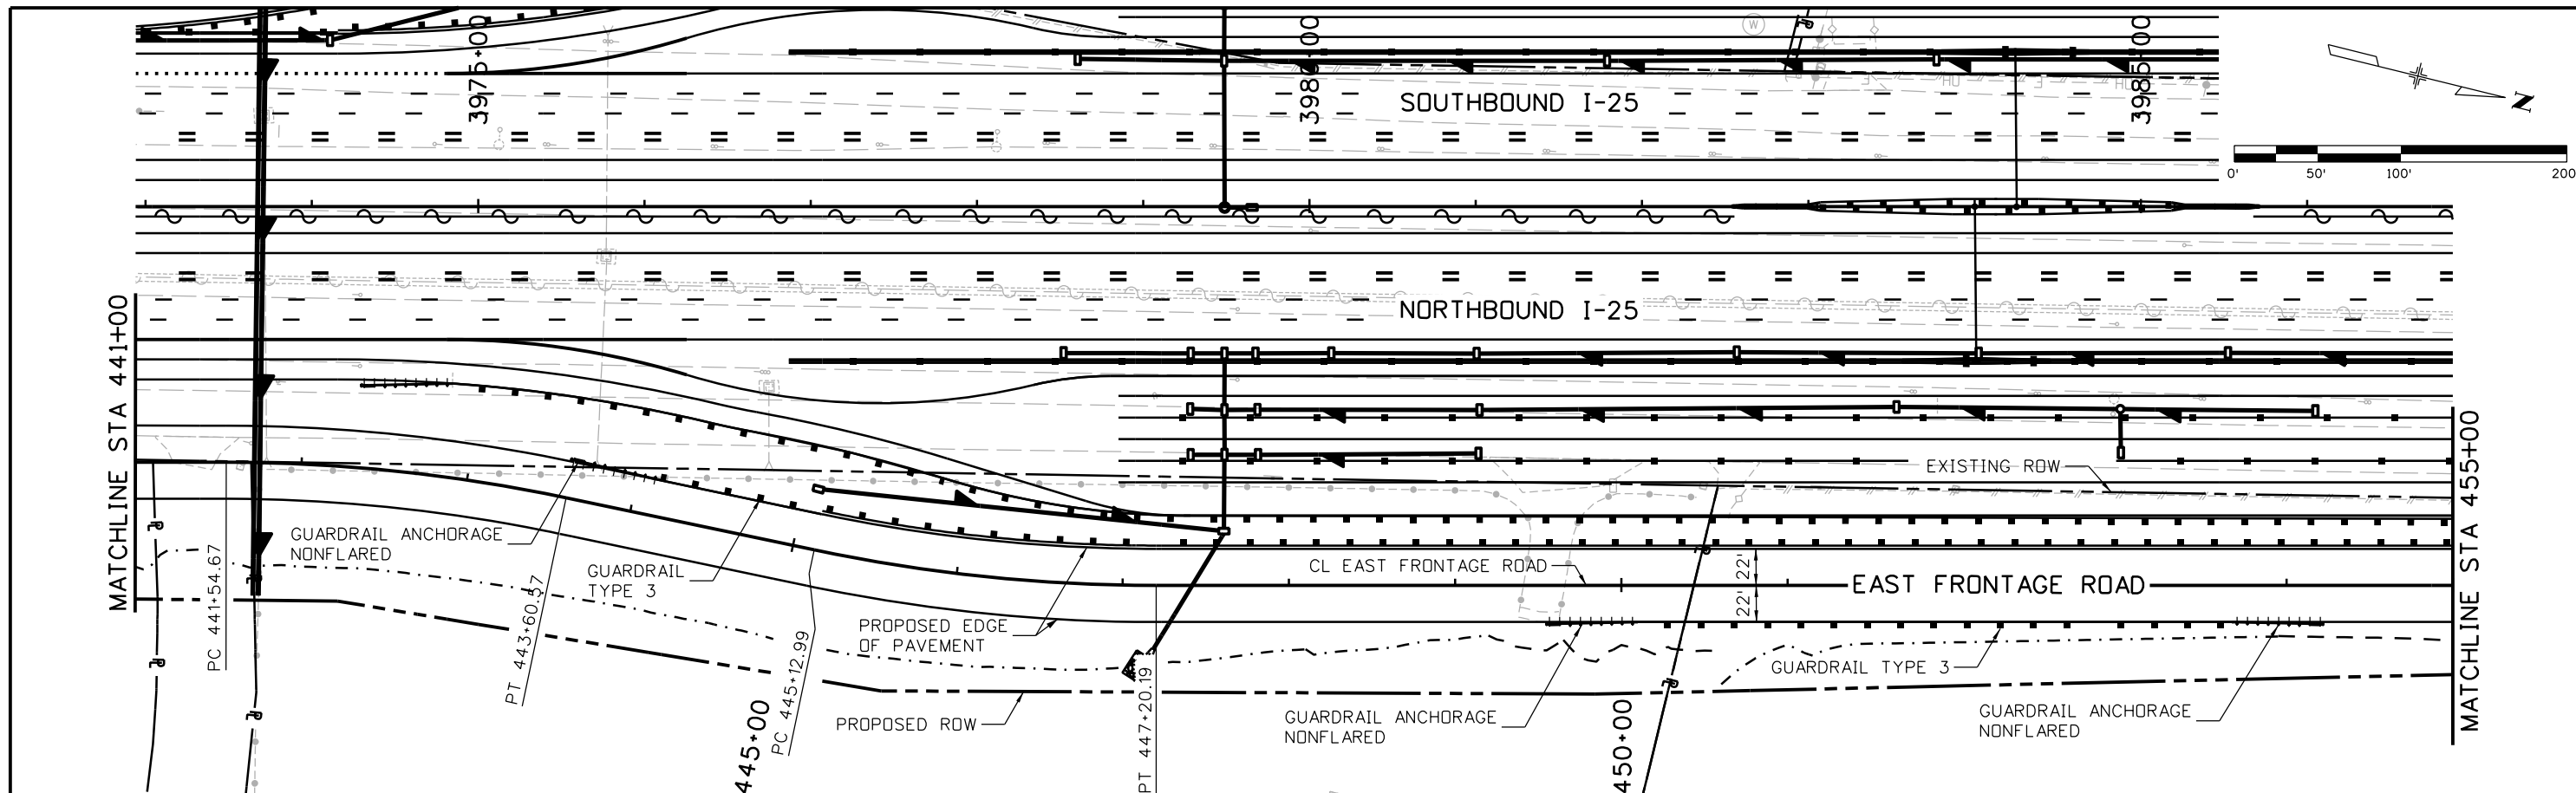 3975+00
3985+00
W
SOUTHBOUND I-25
N
0' 50' 100' 200
NORTHBOUND I-25
MATCHLINE STA 441+00
MATCHLINE STA 455+00
EXISTING ROW
GUARDRAIL ANCHORAGE
NONFLARED
GUARDRAIL
TYPE 3
CL EAST FRONTAGE ROAD
EAST FRONTAGE ROAD
22'
22'
PC 441+54.67
PT 443+60.57
PC 445+12.99
PT 447+20.19
PROPOSED EDGE
OF PAVEMENT
GUARDRAIL TYPE 3
PROPOSED ROW
GUARDRAIL ANCHORAGE
NONFLARED
GUARDRAIL ANCHORAGE
NONFLARED
445+00
450+00